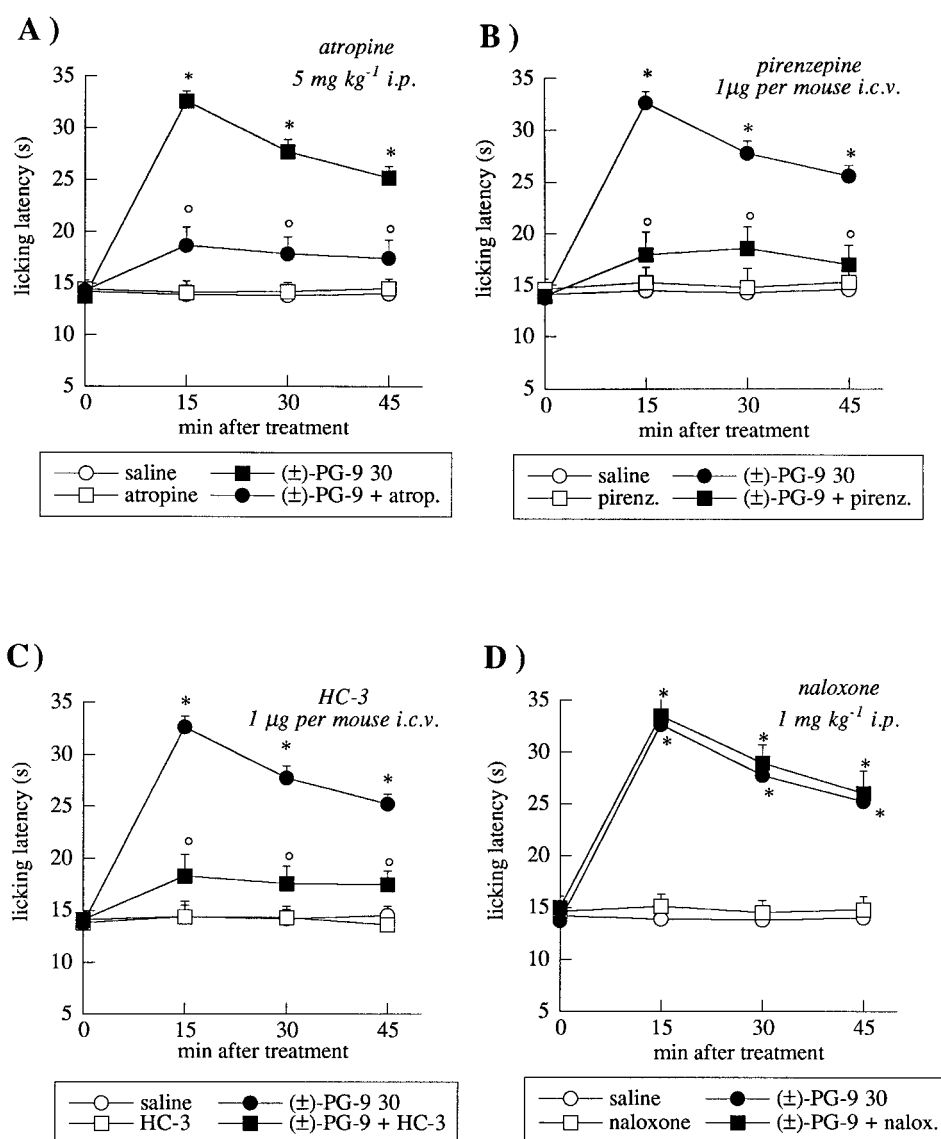 A )
atropine
5 mg kg-1 i.p.
35
30
25
20
15
10
5
licking latency (s)
* * *
° ° °
0 15 30 45
min after treatment
saline (±)-PG-9 30
atropine (±)-PG-9 + atrop.
B )
pirenzepine
1μg per mouse i.c.v.
35
30
25
20
15
10
5
licking latency (s)
* * *
° ° °
0 15 30 45
min after treatment
saline (±)-PG-9 30
pirenz. (±)-PG-9 + pirenz.
C )
HC-3
1 μg per mouse i.c.v.
35
30
25
20
15
10
5
licking latency (s)
* * *
° ° °
0 15 30 45
min after treatment
saline (±)-PG-9 30
HC-3 (±)-PG-9 + HC-3
D )
naloxone
1 mg kg-1 i.p.
35
30
25
20
15
10
5
licking latency (s)
* * *
* * *
0 15 30 45
min after treatment
saline (±)-PG-9 30
naloxone (±)-PG-9 + nalox.